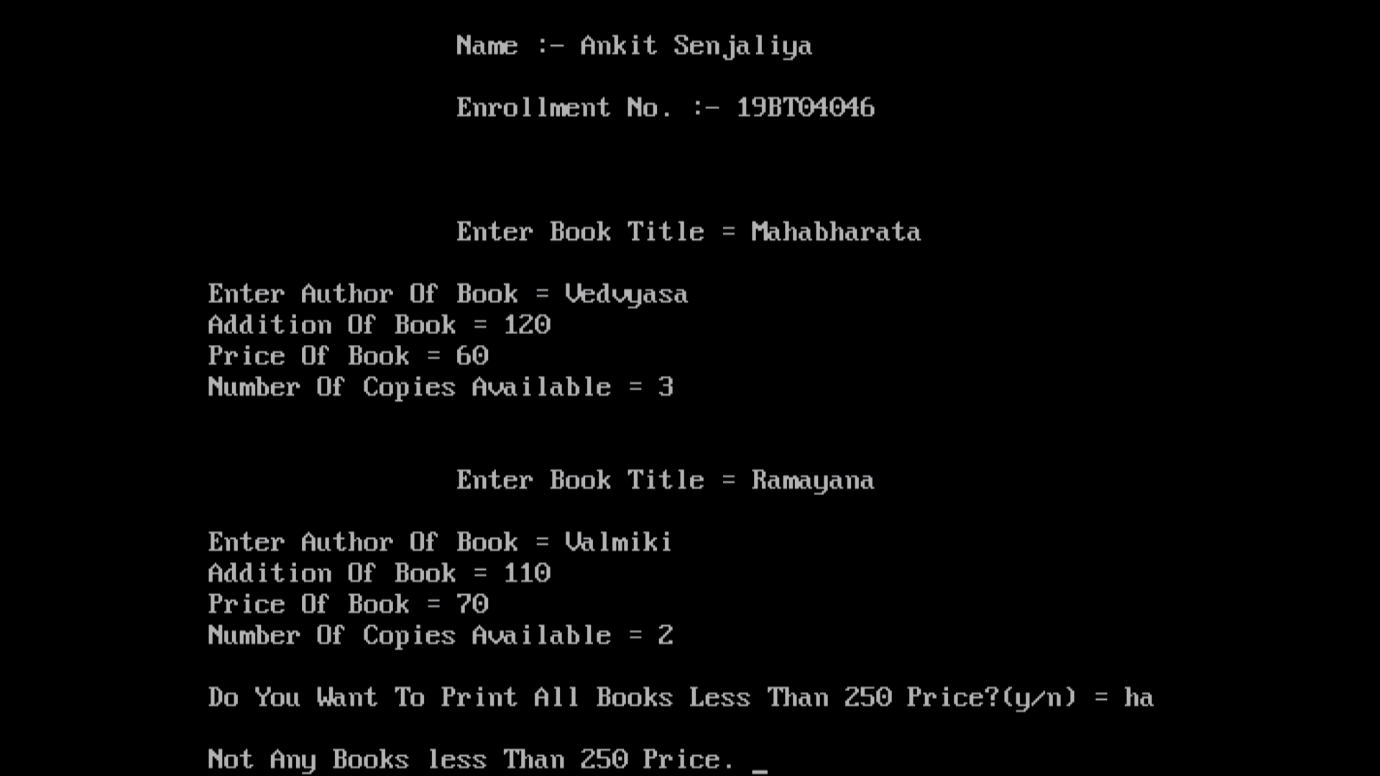 Name :- Ankit Senjaliya
Enrollment No. :- 19BT04046
Enter Book Title = Mahabharata
Enter Author Of Book = Vedvyasa
Addition Of Book = 120
Price Of Book = 60
Number Of Copies Available = 3
Enter Book Title = Ramayana
Enter Author Of Book = Valmiki
Addition Of Book = 110
Price Of Book = 70
Number Of Copies Available = 2
Do You Want To Print All Books Less Than 250 Price?(y/n) = ha
Not Any Books less Than 250 Price. _